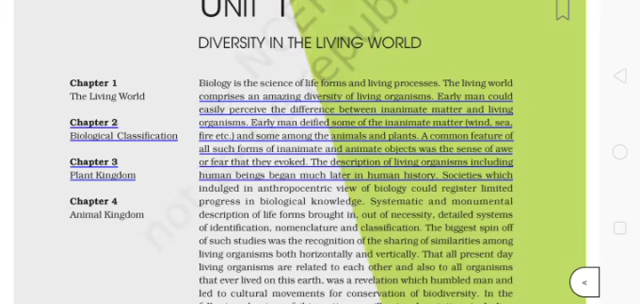 UNIT 1
DIVERSITY IN THE LIVING WORLD
Chapter 1
The Living World
Chapter 2
Biological Classification
Chapter 3
Plant Kingdom
Chapter 4
Animal Kingdom
Biology is the science of life forms and living processes. The living world
comprises an amazing diversity of living organisms. Early man could
easily perceive the difference between inanimate matter and living
organisms. Early man deified some of the inanimate matter (wind, sea,
fire etc.) and some among the animals and plants. A common feature of
all such forms of inanimate and animate objects was the sense of awe
or fear that they evoked. The description of living organisms including
human beings began much later in human history. Societies which
indulged in anthropocentric view of biology could register limited
progress in biological knowledge. Systematic and monumental
description of life forms brought in, out of necessity, detailed systems
of identification, nomenclature and classification. The biggest spin off
of such studies was the recognition of the sharing of similarities among
living organisms both horizontally and vertically. That all present day
living organisms are related to each other and also to all organisms
that ever lived on this earth, was a revelation which humbled man and
led to cultural movements for conservation of biodiversity. In the